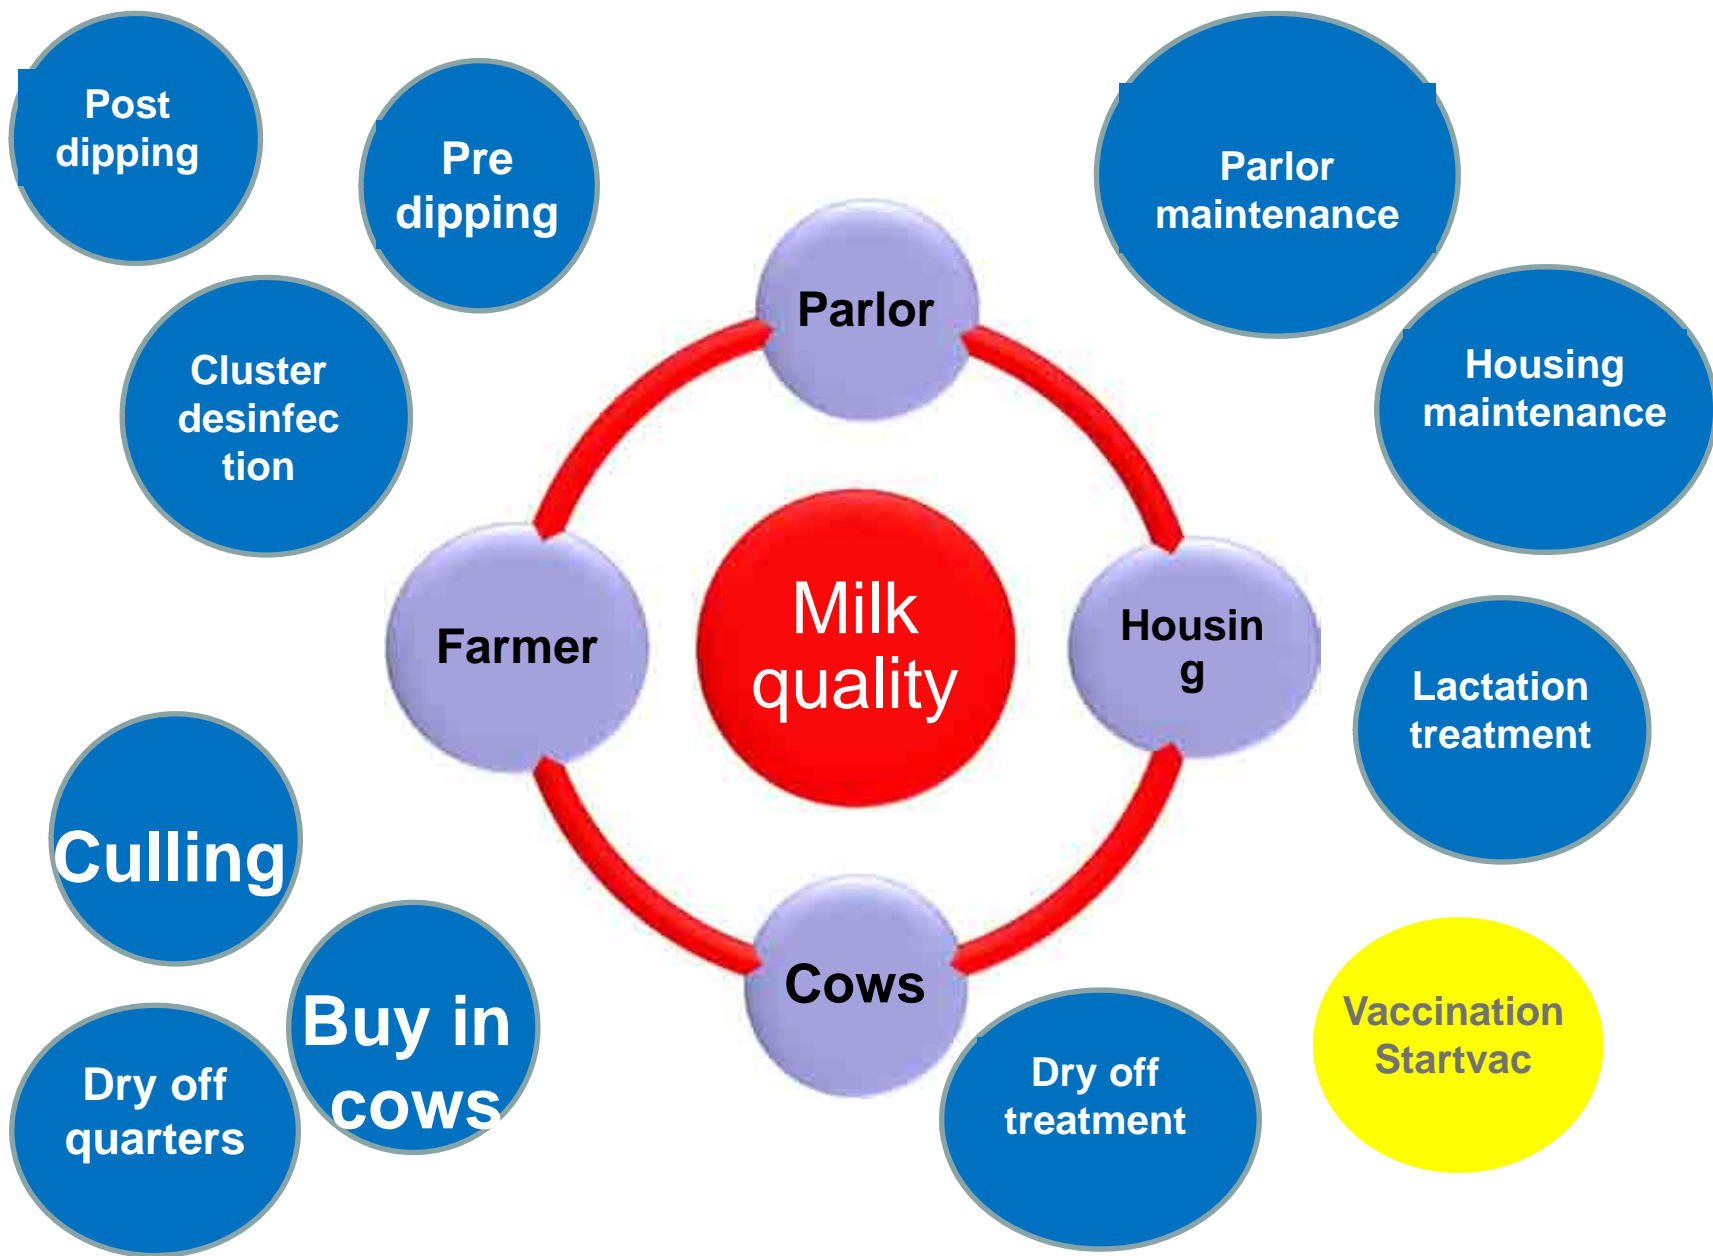 Post
dipping
Pre
dipping
Parlor
maintenance
Parlor
Cluster
desinfec
tion
Housing
maintenance
Milk
quality
Farmer
Housin
g
Lactation
treatment
Culling
Cows
Buy in
cows
Dry off
quarters
Dry off
treatment
Vaccination
Startvac